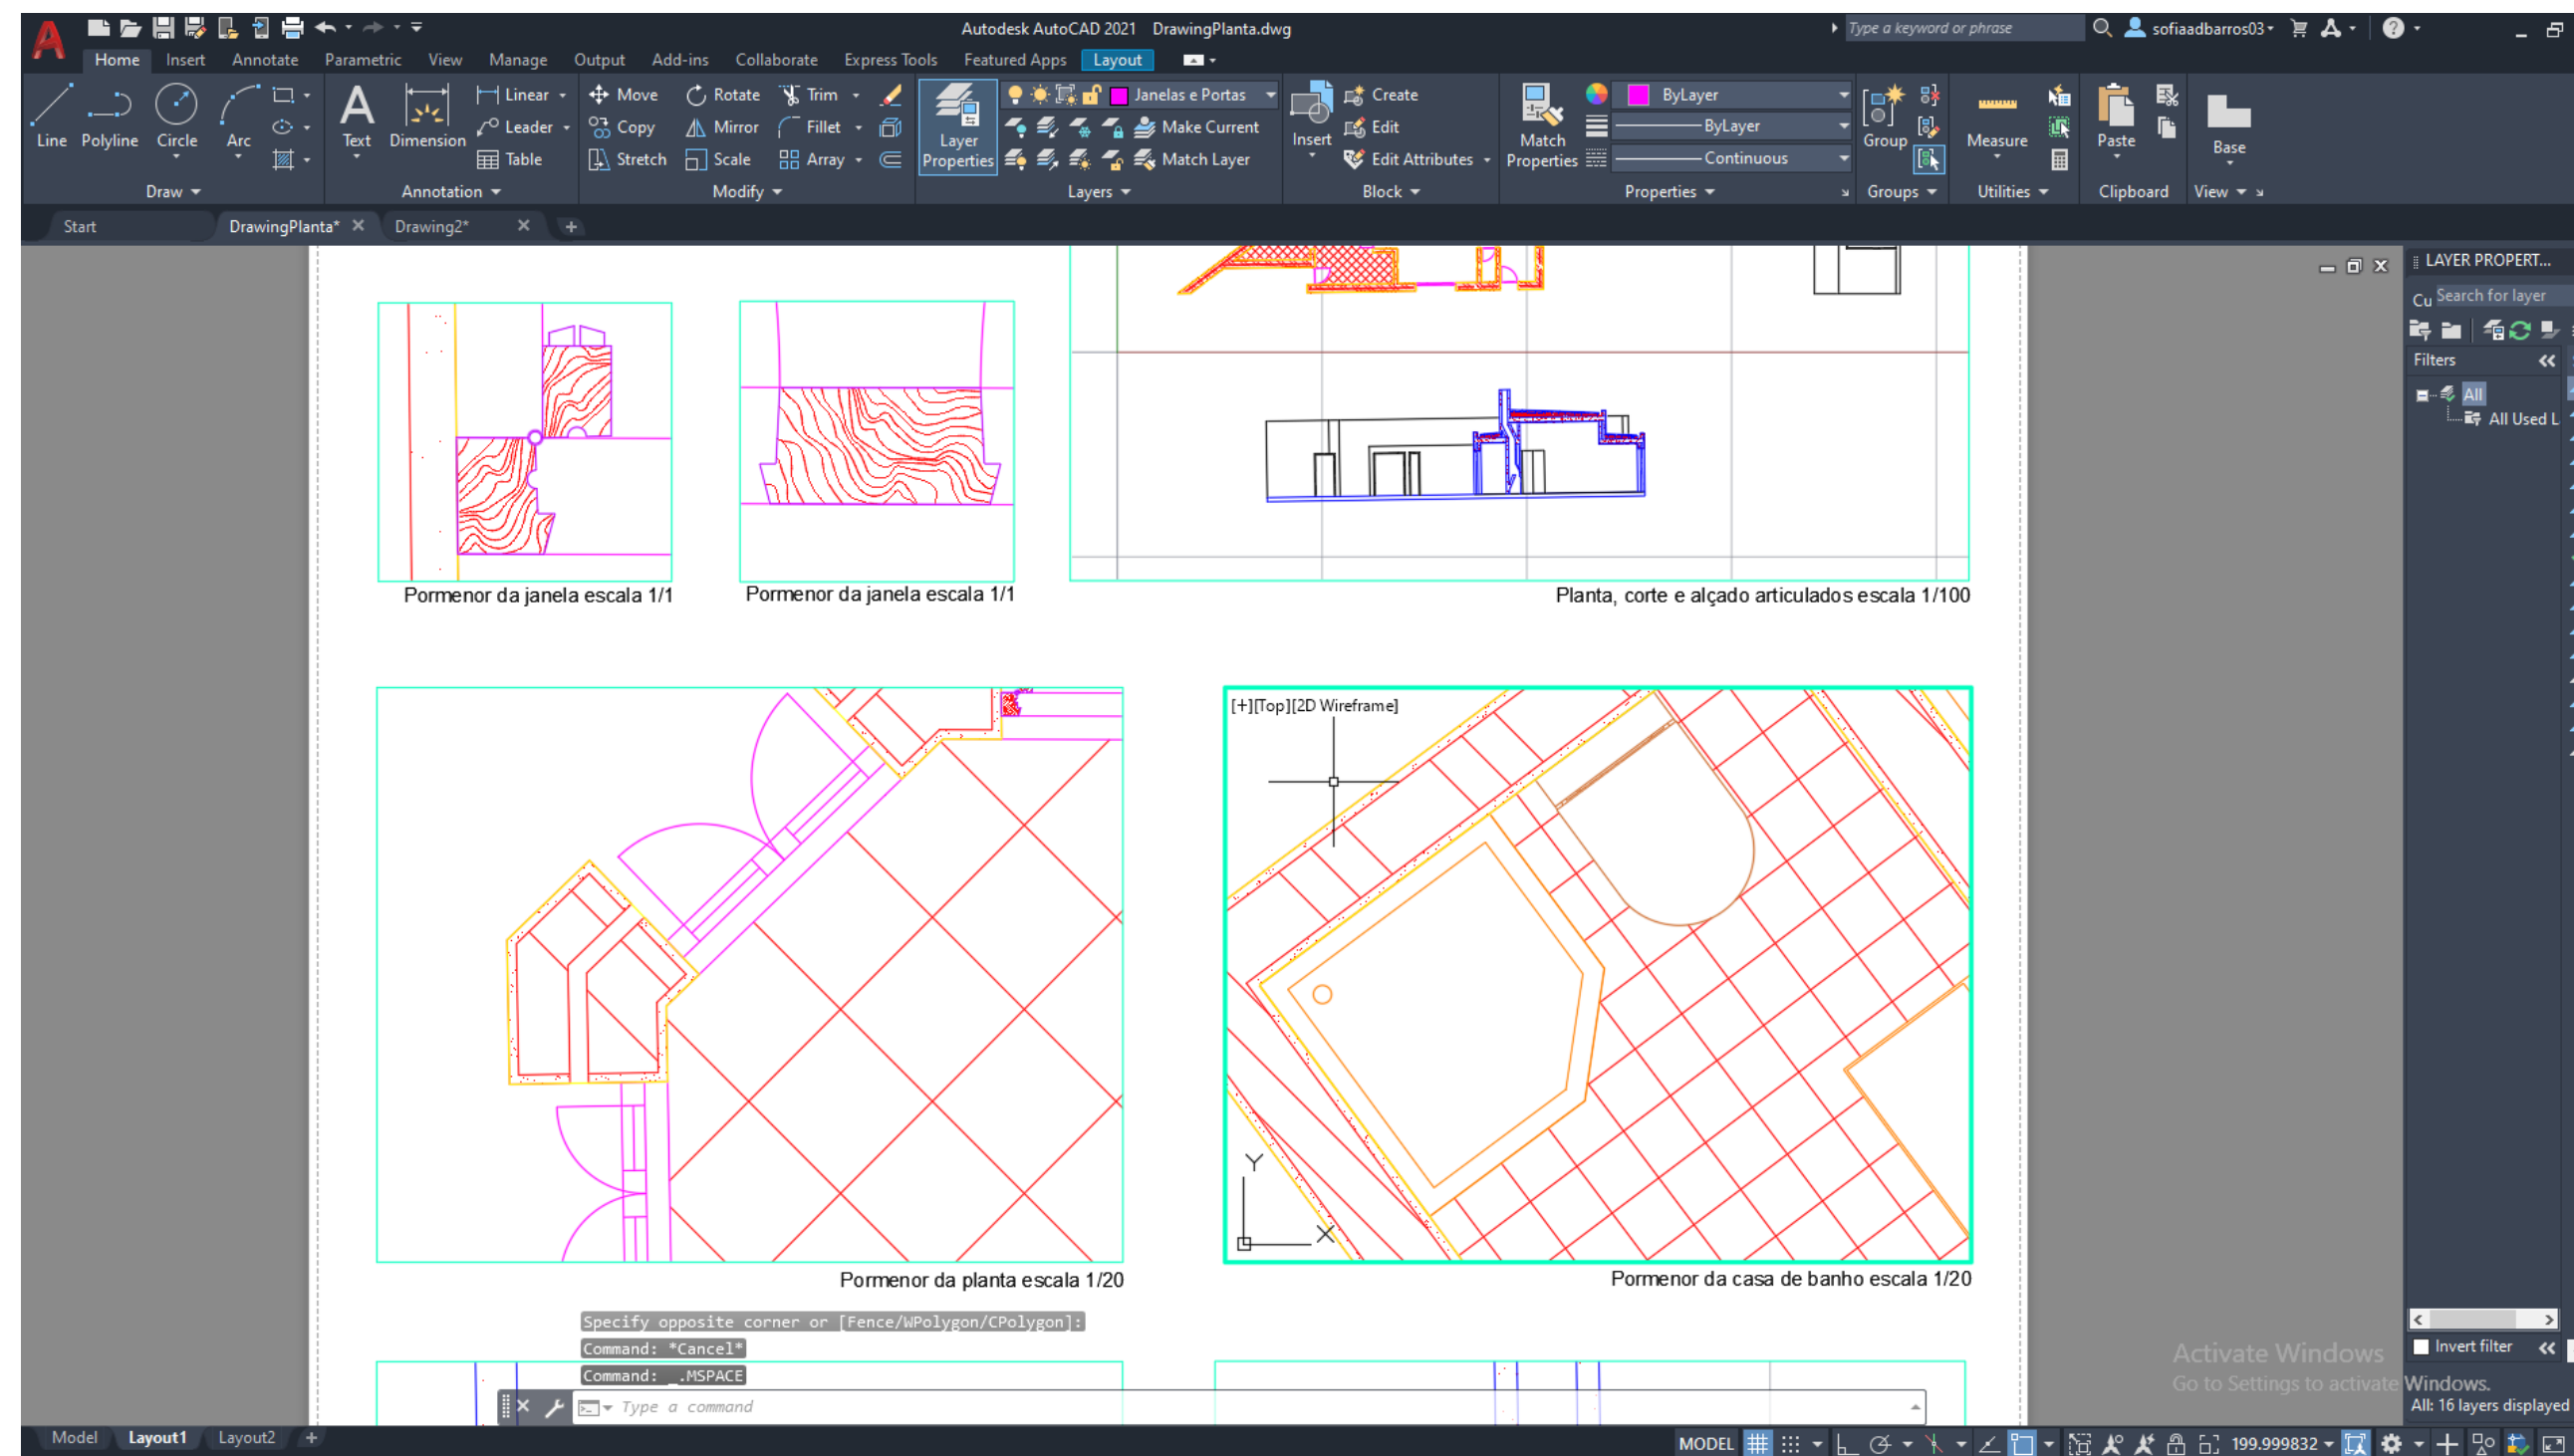 Autodesk AutoCAD 2021 DrawingPlanta.dwg
Type a keyword or phrase
sofiaadbarros03
Home Insert Annotate Parametric View Manage Output Add-ins Collaborate Express Tools Featured Apps Layout
Line Polyline Circle Arc
Draw
Text Dimension
Linear
Leader
Table
Annotation
Move Rotate Trim
Copy Mirror Fillet
Stretch Scale Array
Modify
Layer Properties
Janelas e Portas
Make Current
Match Layer
Layers
Insert
Create
Edit
Edit Attributes
Block
Match Properties
ByLayer
ByLayer
Continuous
Properties
Group
Groups
Measure
Utilities
Paste
Clipboard
Base
View
Start DrawingPlanta* Drawing2*
LAYER PROPERT...
Cu Search for layer
Filters
All
All Used L
Pormenor da janela escala 1/1
Pormenor da janela escala 1/1
Planta, corte e alçado articulados escala 1/100
[+][Top][2D Wireframe]
Y
X
Pormenor da planta escala 1/20
Pormenor da casa de banho escala 1/20
Specify opposite corner or [Fence/WPolygon/CPolygon]:
Command: *Cancel*
Command: _.MSPACE
Type a command
Invert filter
Activate Windows
Go to Settings to activate Windows.
All: 16 layers displayed
Model Layout1 Layout2
MODEL
199.999832